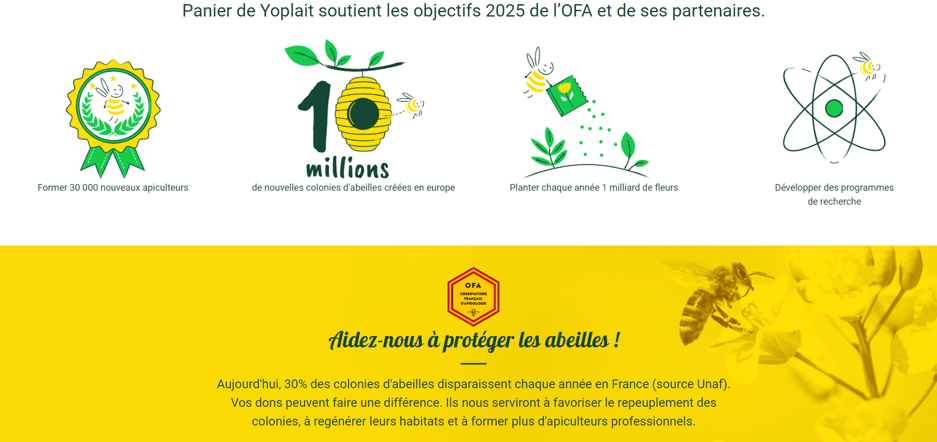 Panier de Yoplait soutient les objectifs 2025 de l’OFA et de ses partenaires.
10
millions
Former 30 000 nouveaux apiculteurs
de nouvelles colonies d'abeilles créées en europe
Planter chaque année 1 milliard de fleurs
Développer des programmes
de recherche
OFA
OBSERVATOIRE
FRANÇAIS
D'APIDOLOGIE
Aidez-nous à protéger les abeilles !
Aujourd'hui, 30% des colonies d'abeilles disparaissent chaque année en France (source Unaf).
Vos dons peuvent faire une différence. Ils nous serviront à favoriser le repeuplement des
colonies, à regénérer leurs habitats et à former plus d'apiculteurs professionnels.